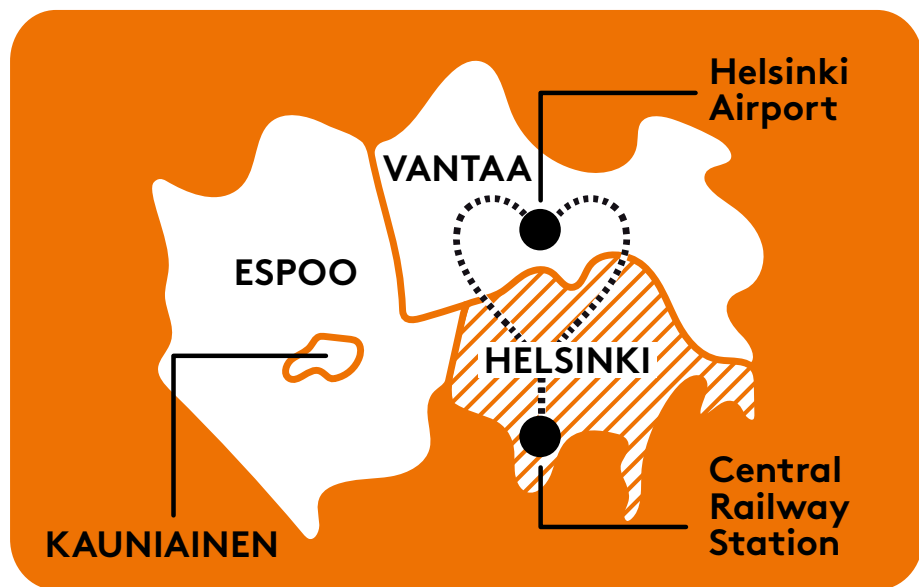 Helsinki
Airport
VANTAA
ESPOO
HELSINKI
KAUNIAINEN
Central
Railway
Station